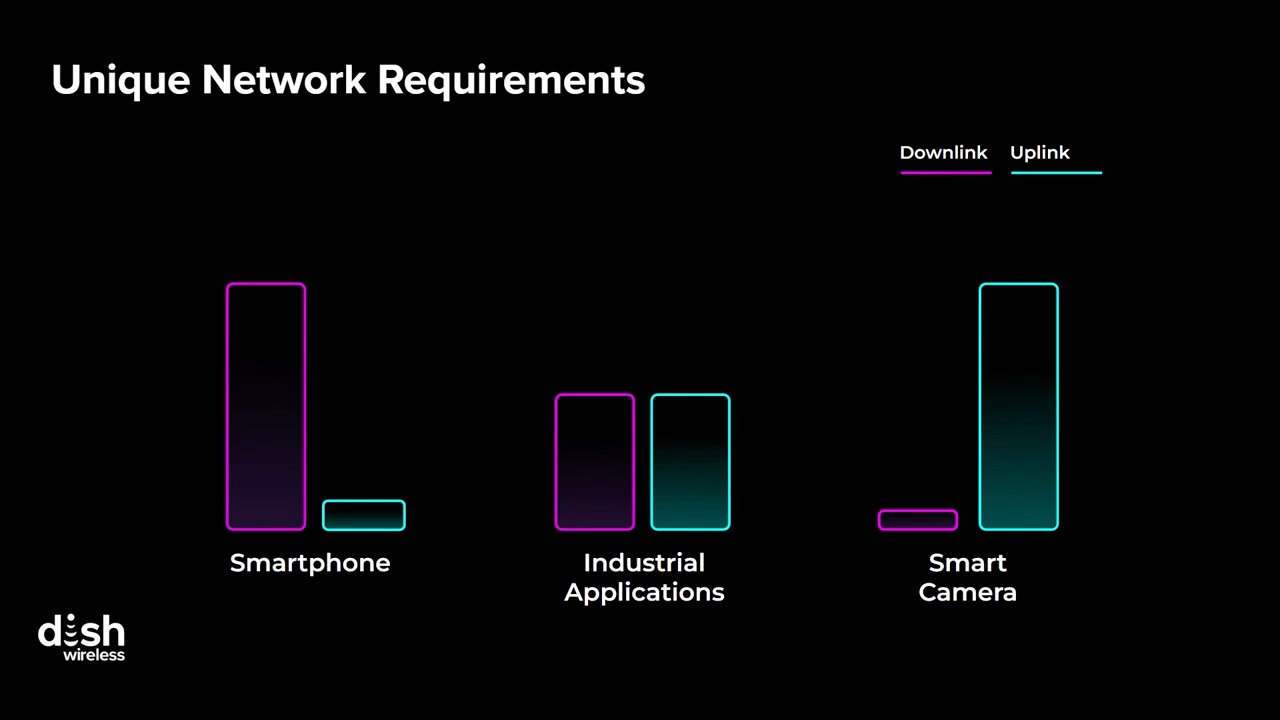 Unique Network Requirements
Downlink Uplink
Smartphone
Industrial
Applications
Smart
Camera
dish
wireless